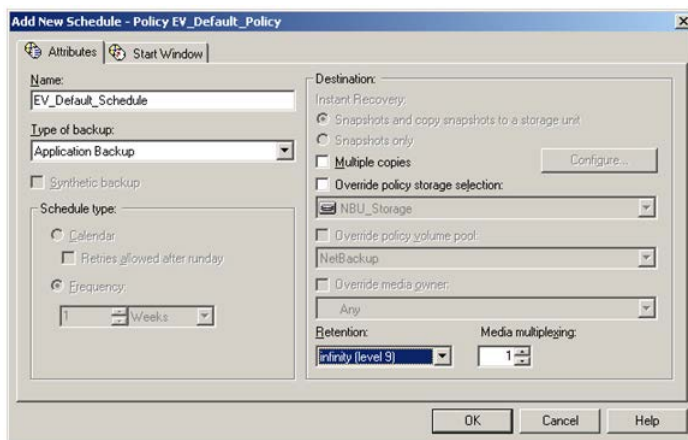 Add New Schedule - Policy EV_Default_Policy
Attributes
Start Window
Name:
EV_Default_Schedule
Type of backup:
Application Backup
Synthetic backup
Schedule type:
Calendar
Retries allowed after runday
Frequency:
1
Weeks
Destination:
Instant Recovery:
Snapshots and copy snapshots to a storage unit
Snapshots only
Multiple copies
Configure...
Override policy storage selection:
NBU_Storage
Override policy volume pool:
NetBackup
Override media owner:
Any
Retention:
Media multiplexing:
infinity (level 9)
1
OK
Cancel
Help